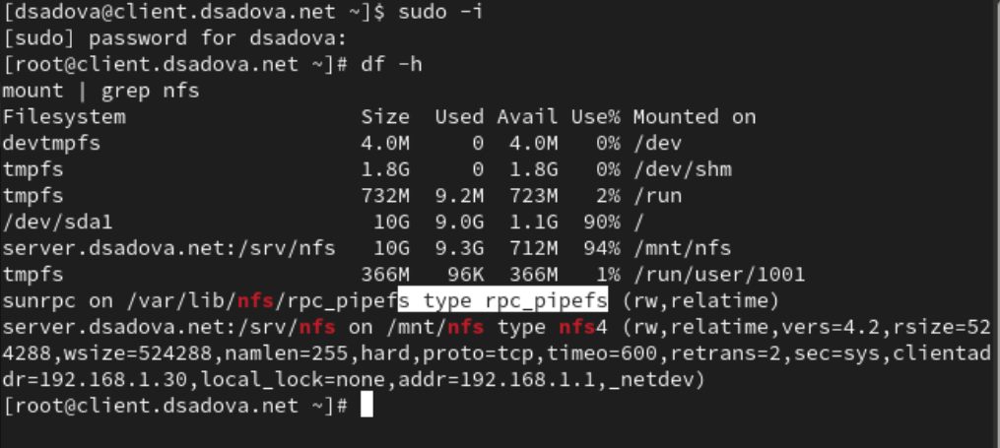 [dsadova@client.dsadova.net ~]$ sudo -i
[sudo] password for dsadova:
[root@client.dsadova.net ~]# df -h
mount | grep nfs
Filesystem                   Size  Used Avail Use% Mounted on
devtmpfs                     4.0M     0  4.0M   0% /dev
tmpfs                        1.8G     0  1.8G   0% /dev/shm
tmpfs                        732M  9.2M  723M   2% /run
/dev/sda1                     10G  9.0G  1.1G  90% /
server.dsadova.net:/srv/nfs   10G  9.3G  712M  94% /mnt/nfs
tmpfs                        366M   96K  366M   1% /run/user/1001
sunrpc on /var/lib/nfs/rpc_pipefs type rpc_pipefs (rw,relatime)
server.dsadova.net:/srv/nfs on /mnt/nfs type nfs4 (rw,relatime,vers=4.2,rsize=52
4288,wsize=524288,namlen=255,hard,proto=tcp,timeo=600,retrans=2,sec=sys,clientad
dr=192.168.1.30,local_lock=none,addr=192.168.1.1,_netdev)
[root@client.dsadova.net ~]#